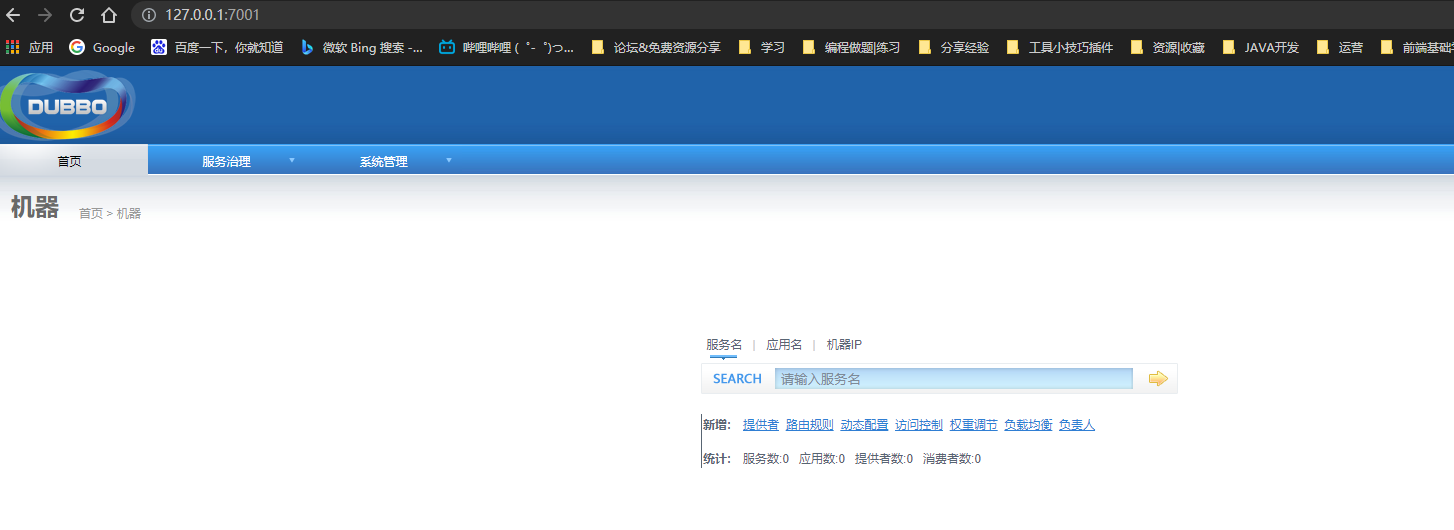 127.0.0.1:7001
应用 Google 百度一下，你就知道 微软 Bing 搜索 -... 哔哩哔哩 ( ゜- ゜)つ... 论坛&免费资源分享 学习 编程做题|练习 分享经验 工具小技巧插件 资源|收藏 JAVA开发 运营 前端基础学
DUBBO
首页 服务治理 系统管理
机器 首页 > 机器
服务名 | 应用名 | 机器IP
SEARCH 请输入服务名
新增: 提供者 路由规则 动态配置 访问控制 权重调节 负载均衡 负责人
统计: 服务数:0 应用数:0 提供者数:0 消费者数:0